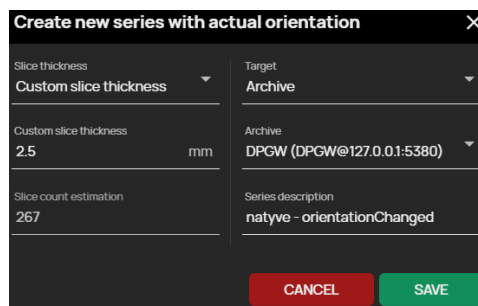 Create new series with actual orientation
Slice thickness
Custom slice thickness
Target
Archive
Custom slice thickness
2.5 mm
Archive
DPGW (DPGW@127.0.0.1:5380)
Slice count estimation
267
Series description
natyve - orientationChanged
CANCEL
SAVE